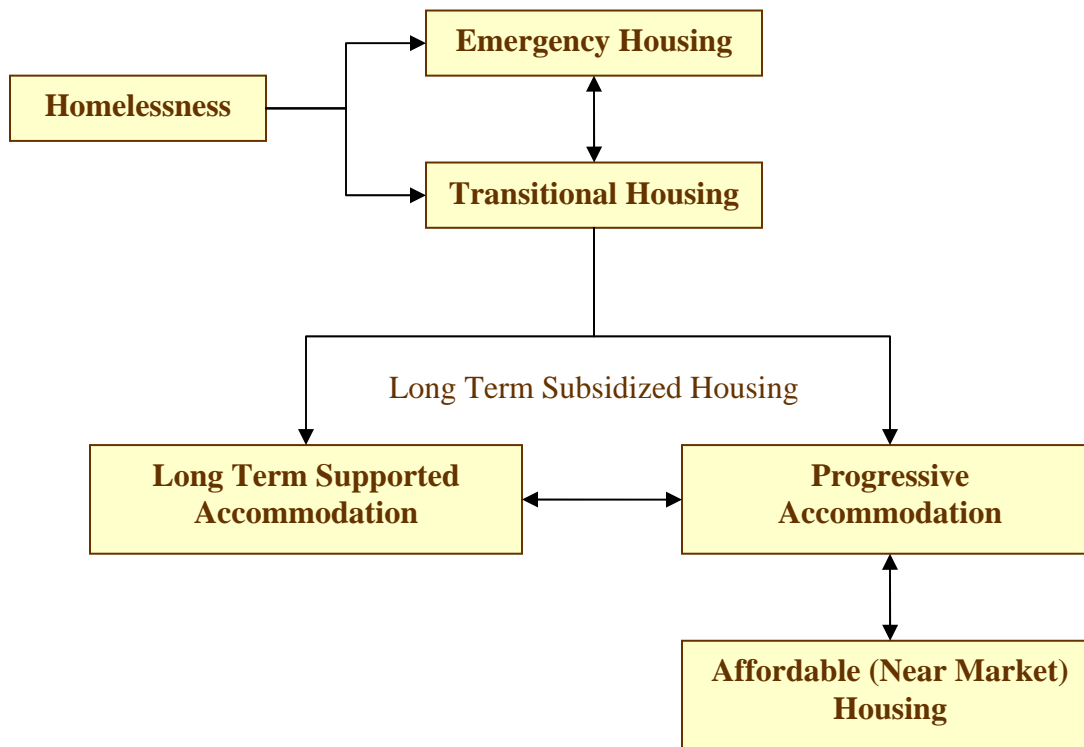 Emergency Housing
Homelessness
Transitional Housing
Long Term Subsidized Housing
Long Term Supported
Accommodation
Progressive
Accommodation
Affordable (Near Market)
Housing